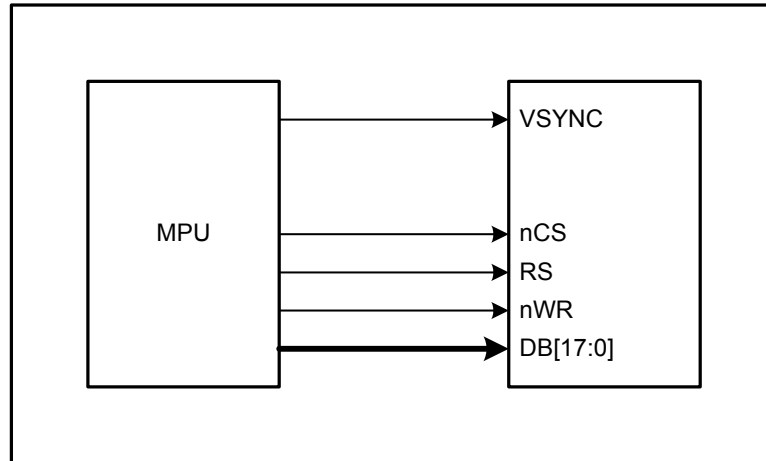 VSYNC
MPU
nCS
RS
nWR
DB[17:0]